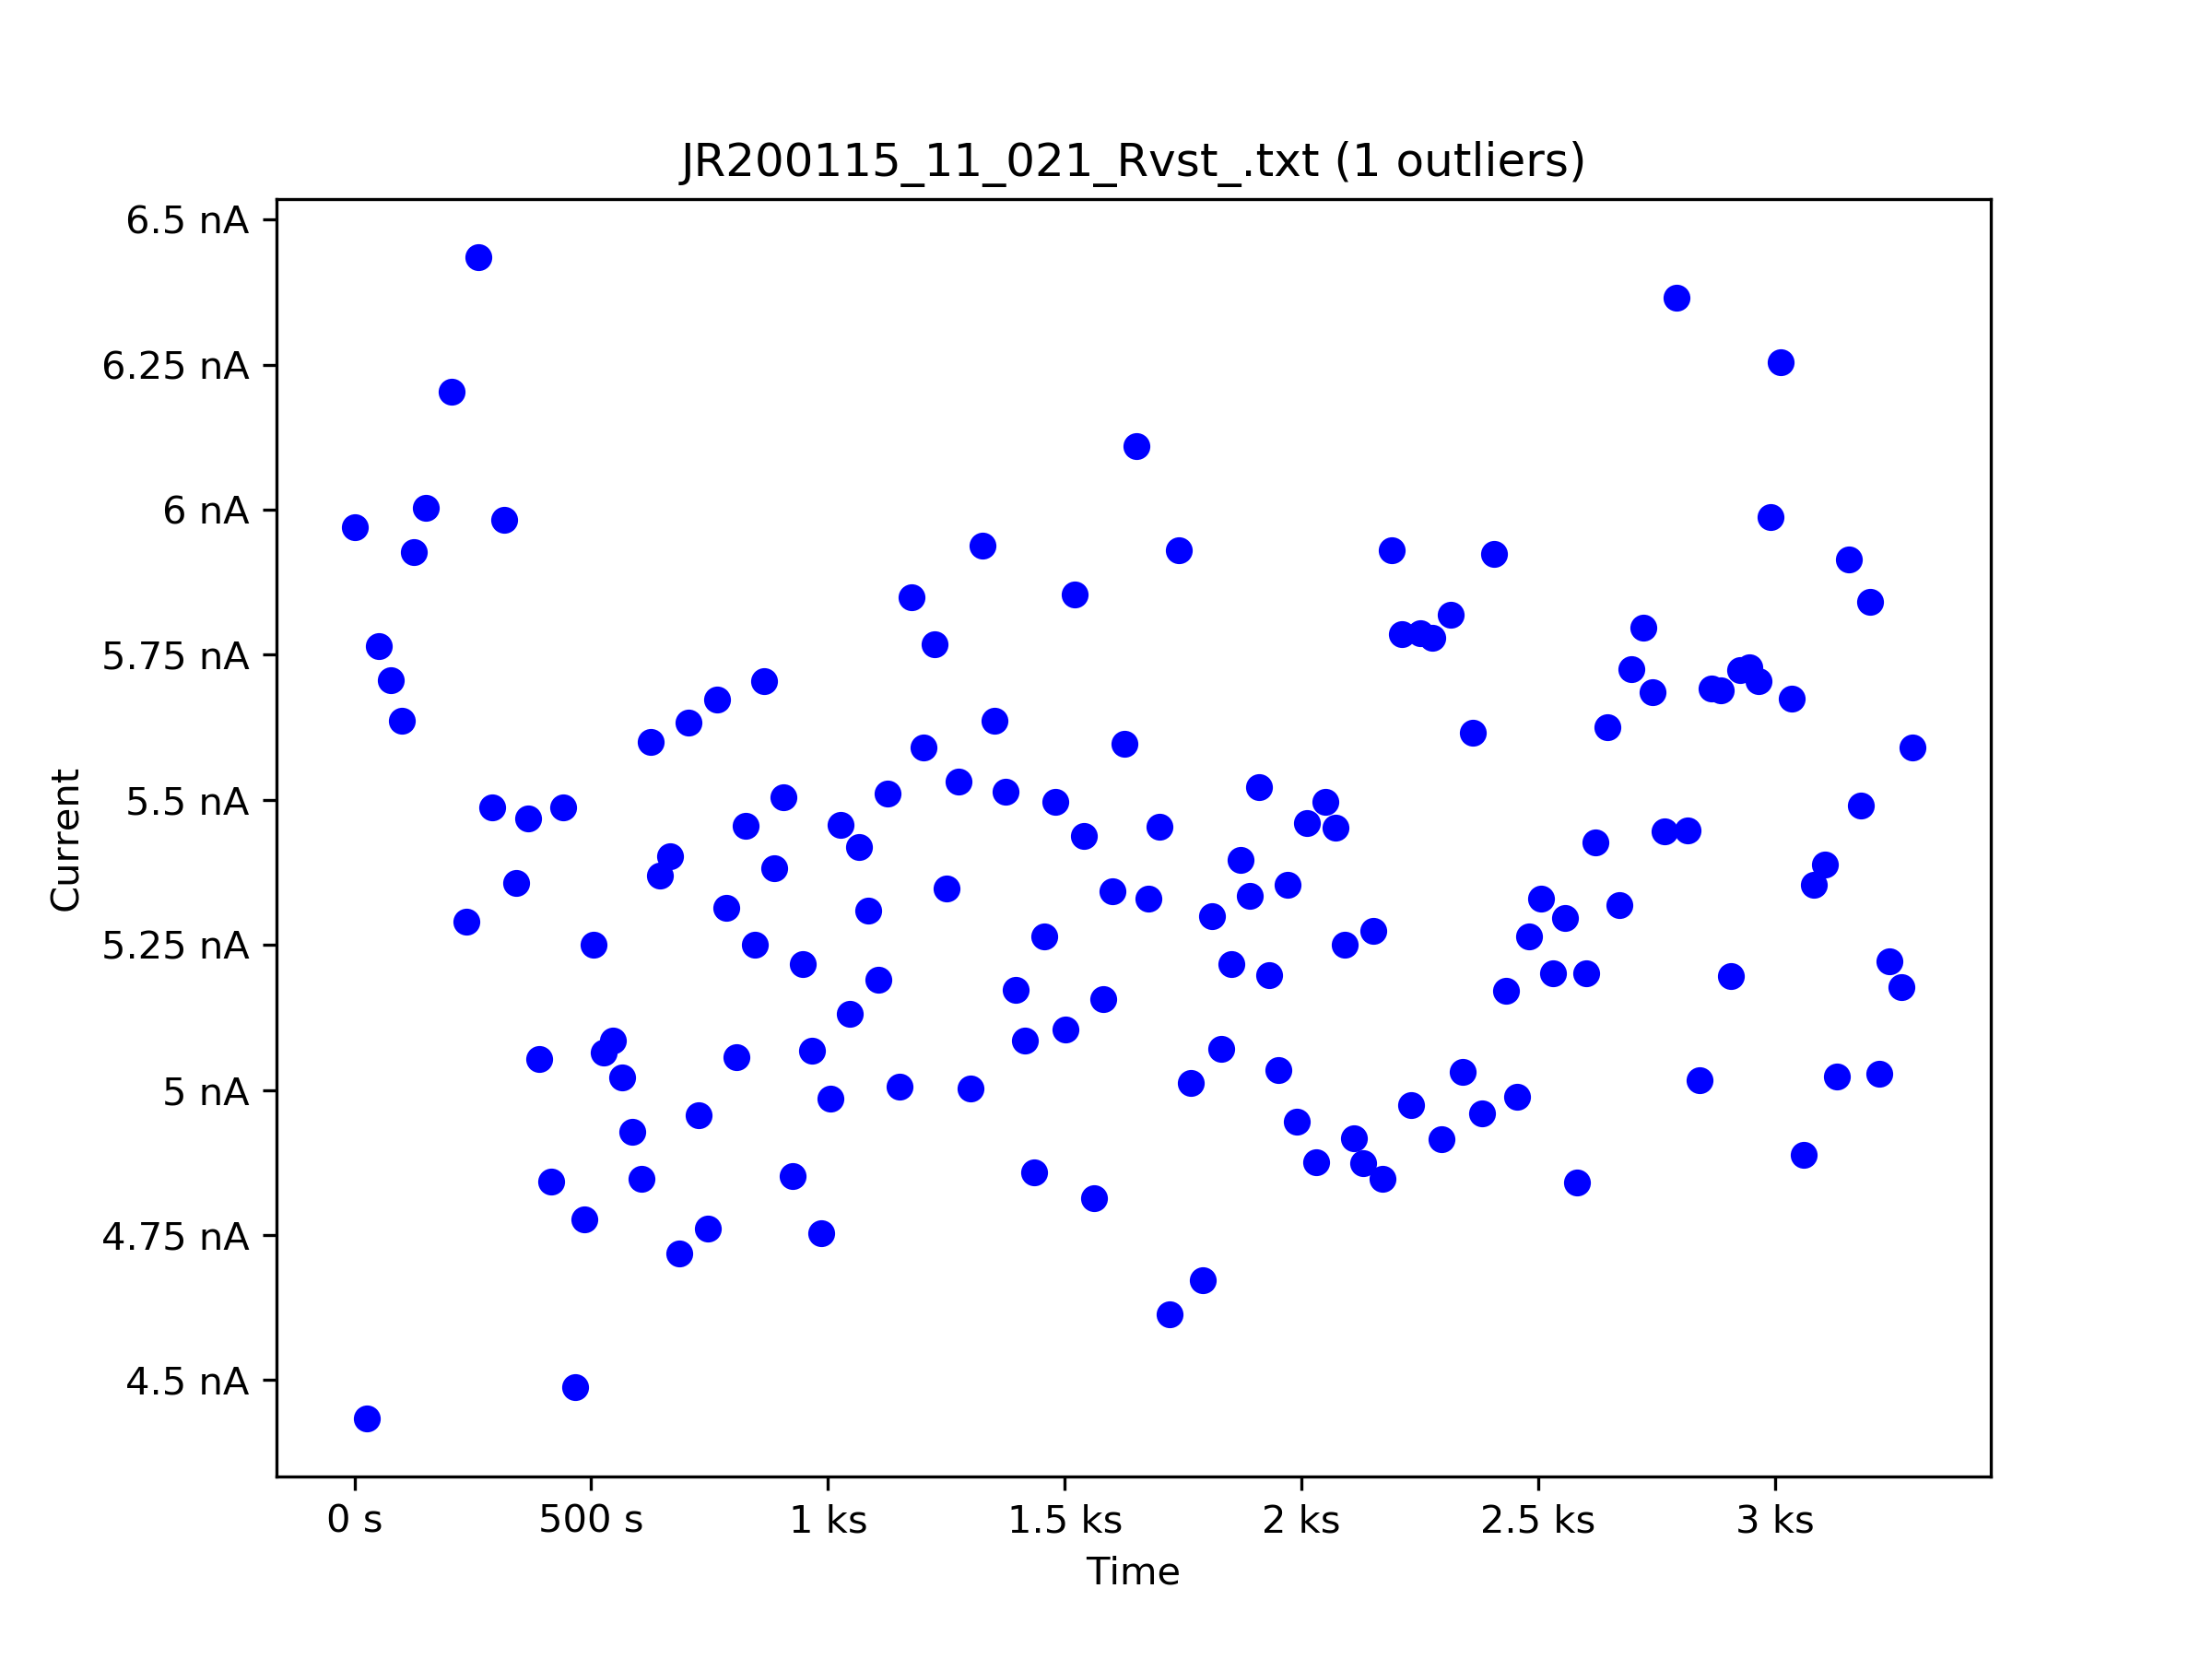 JR200115_11_021_Rvst_.txt (1 outliers)
6.5 nA
6.25 nA
6 nA
5.75 nA
5.5 nA
5.25 nA
5 nA
4.75 nA
4.5 nA
Current
0 s
500 s
1 ks
1.5 ks
2 ks
2.5 ks
3 ks
Time